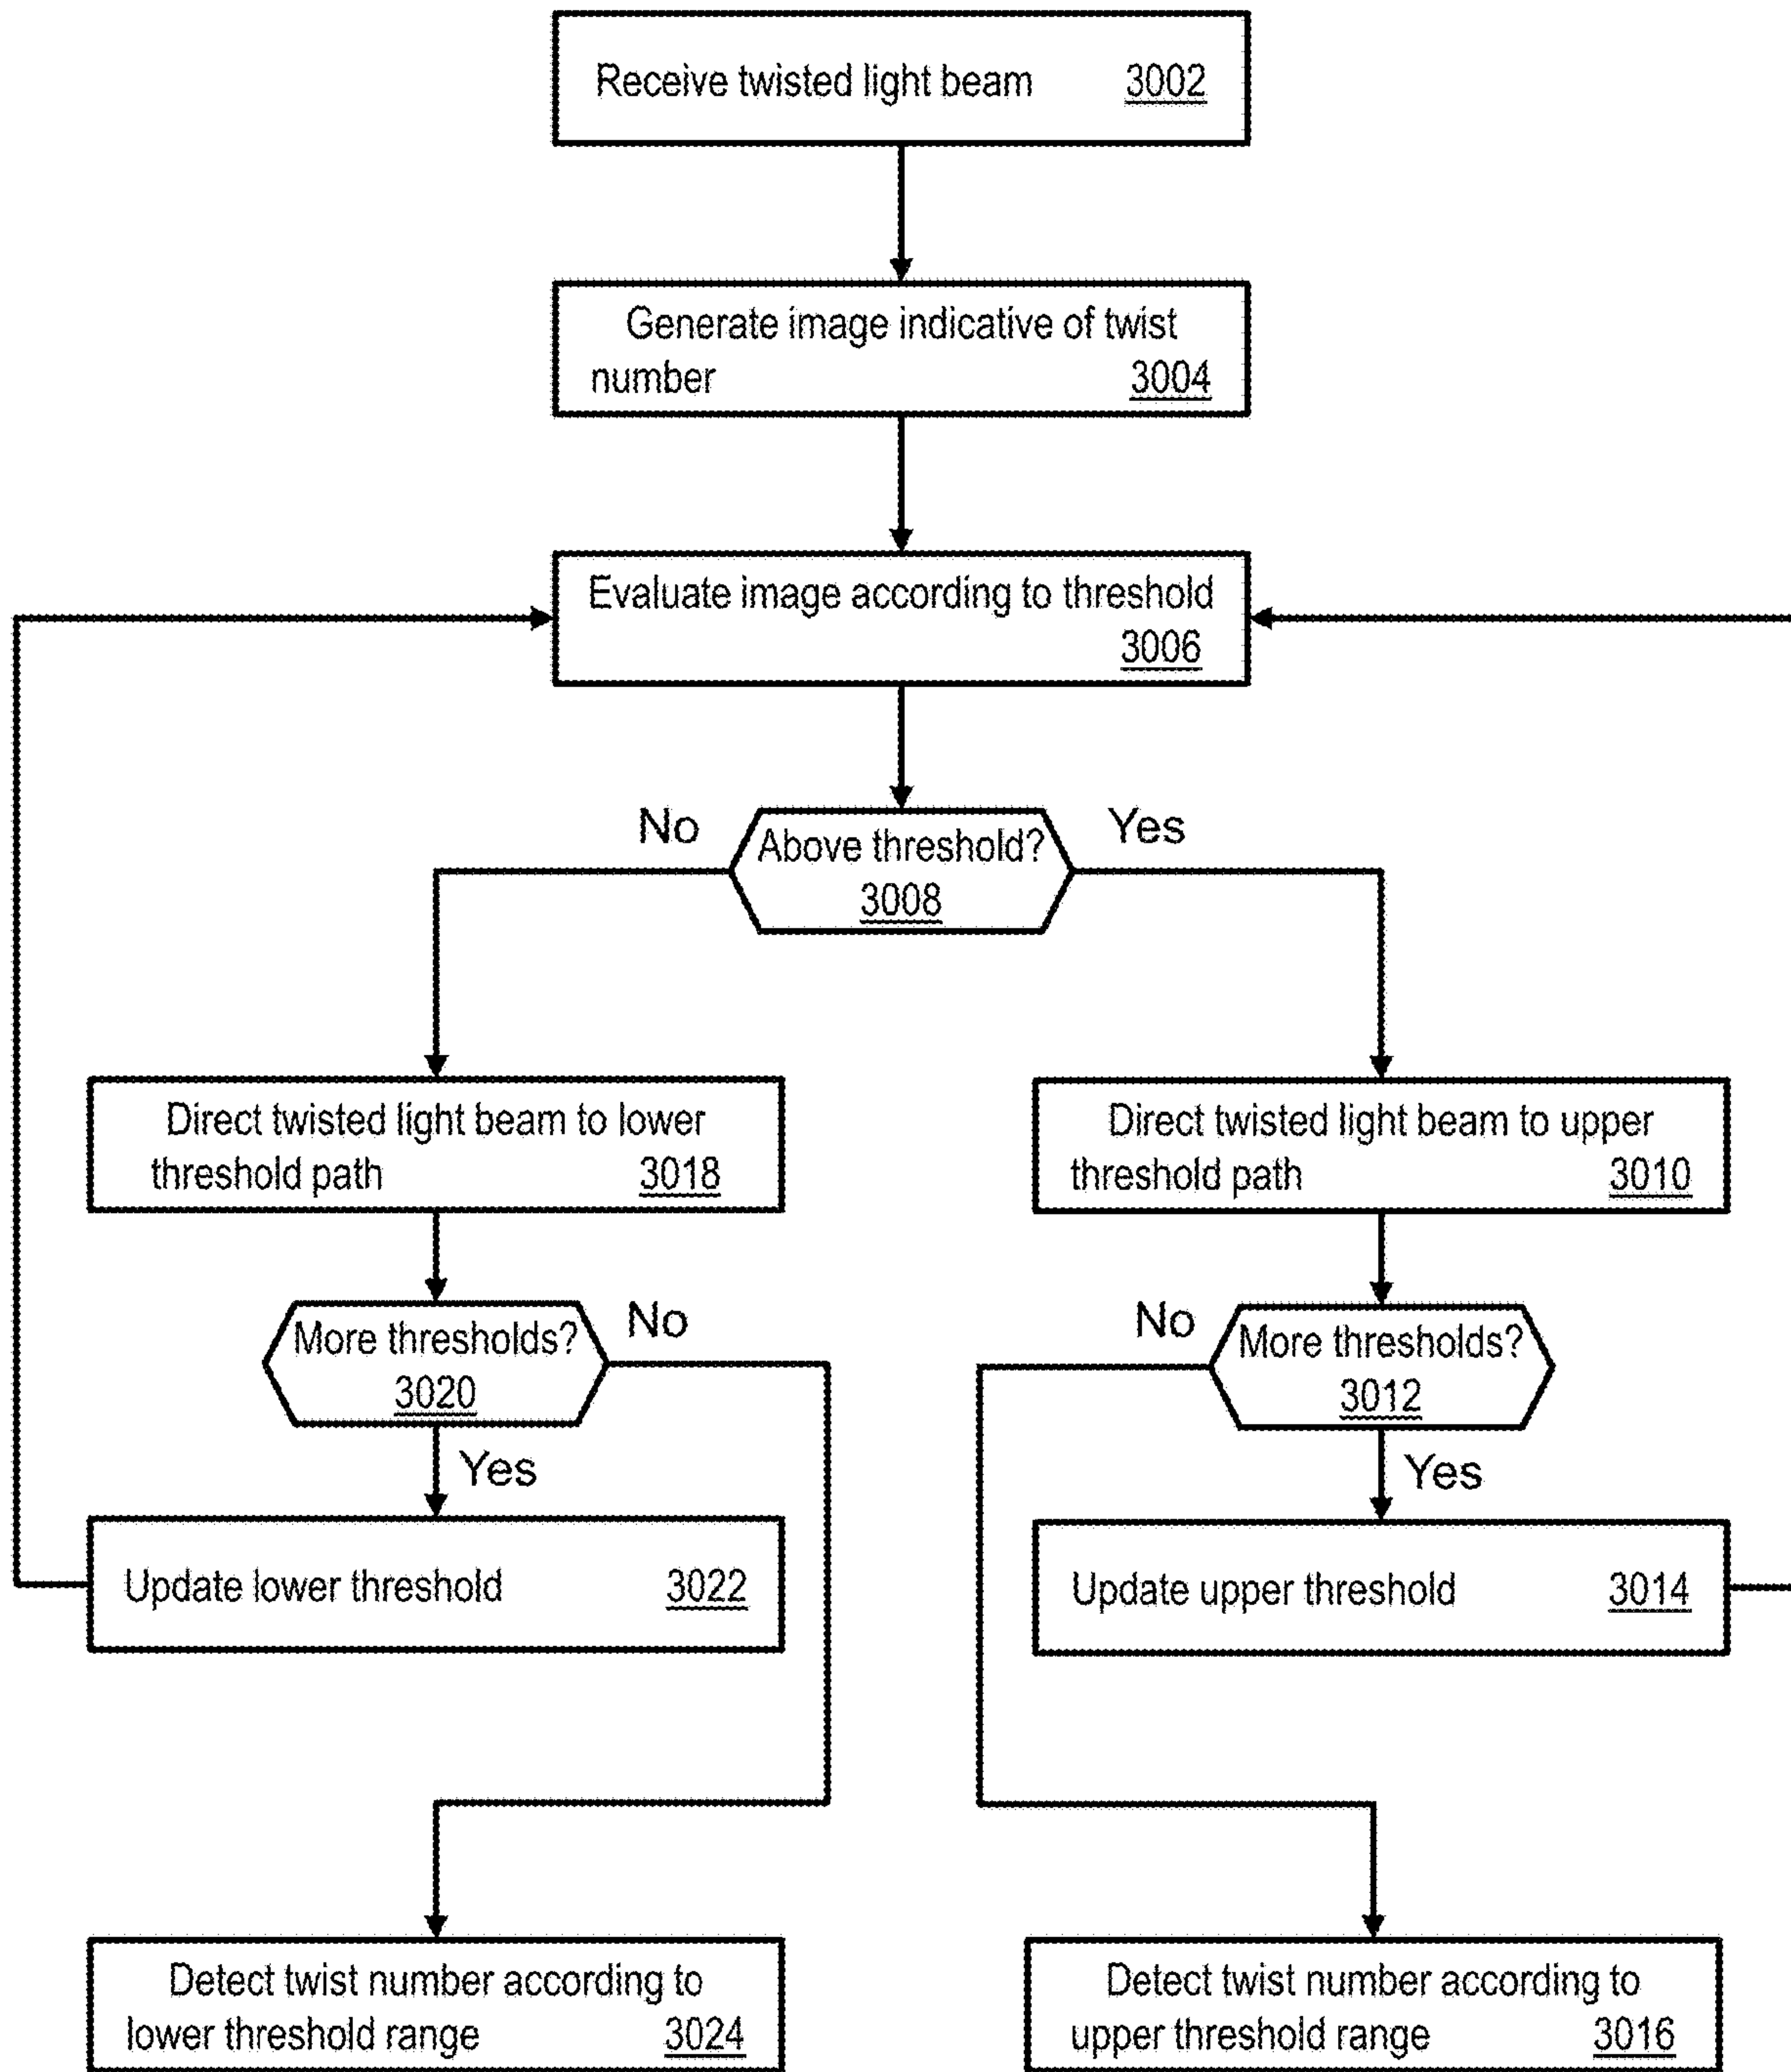 Receive twisted light beam 3002
Generate image indicative of twist
number 3004
Evaluate image according to threshold
3006
No
Above threshold?
Yes
3008
Direct twisted light beam to lower
threshold path 3018
Direct twisted light beam to upper
threshold path 3010
More thresholds?
3020
No
Yes
No
More thresholds?
3012
Yes
Update lower threshold 3022
Update upper threshold 3014
Detect twist number according to
lower threshold range 3024
Detect twist number according to
upper threshold range 3016